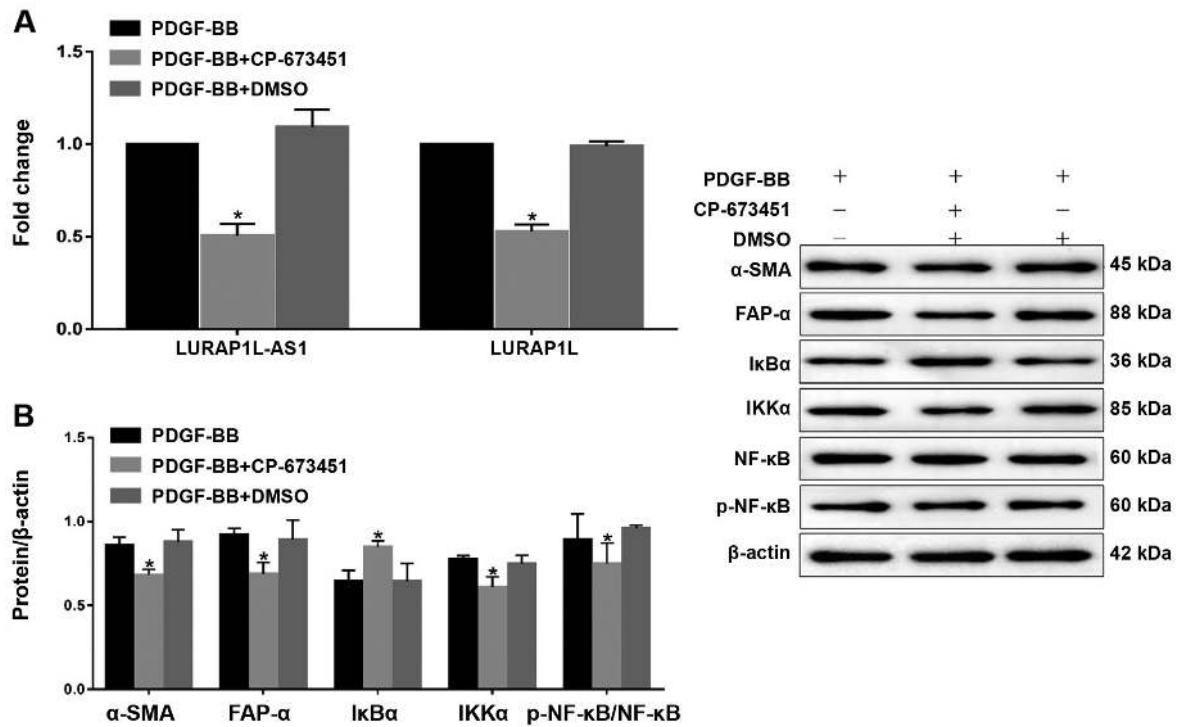 A
PDGF-BB
PDGF-BB+CP-673451
PDGF-BB+DMSO
Fold change
1.5
1.0
0.5
0.0
*
*
LURAP1L-AS1 LURAP1L
B
PDGF-BB
PDGF-BB+CP-673451
PDGF-BB+DMSO
Protein/β-actin
1.5
1.0
0.5
0.0
* * * * *
α-SMA FAP-α IκBα IKKα p-NF-κB/NF-κB
PDGF-BB + + +
CP-673451 − + −
DMSO − + +
α-SMA 45 kDa
FAP-α 88 kDa
IκBα 36 kDa
IKKα 85 kDa
NF-κB 60 kDa
p-NF-κB 60 kDa
β-actin 42 kDa